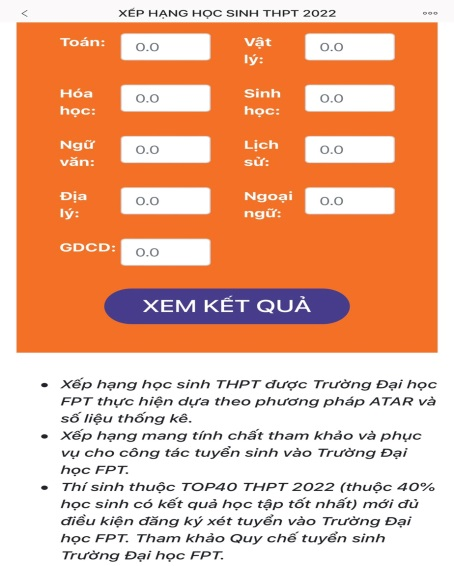 XẾP HẠNG HỌC SINH THPT 2022
Toán: 0.0 Vật lý: 0.0
Hóa học: 0.0 Sinh học: 0.0
Ngữ văn: 0.0 Lịch sử: 0.0
Địa lý: 0.0 Ngoại ngữ: 0.0
GDCD: 0.0
XEM KẾT QUẢ
Xếp hạng học sinh THPT được Trường Đại học
FPT thực hiện dựa theo phương pháp ATAR và
số liệu thống kê.
Xếp hạng mang tính chất tham khảo và phục
vụ cho công tác tuyển sinh vào Trường Đại
học FPT.
Thí sinh thuộc TOP40 THPT 2022 (thuộc 40%
học sinh có kết quả học tập tốt nhất) mới đủ
điều kiện đăng ký xét tuyển vào Trường Đại
học FPT. Tham khảo Quy chế tuyển sinh
Trường Đại học FPT.